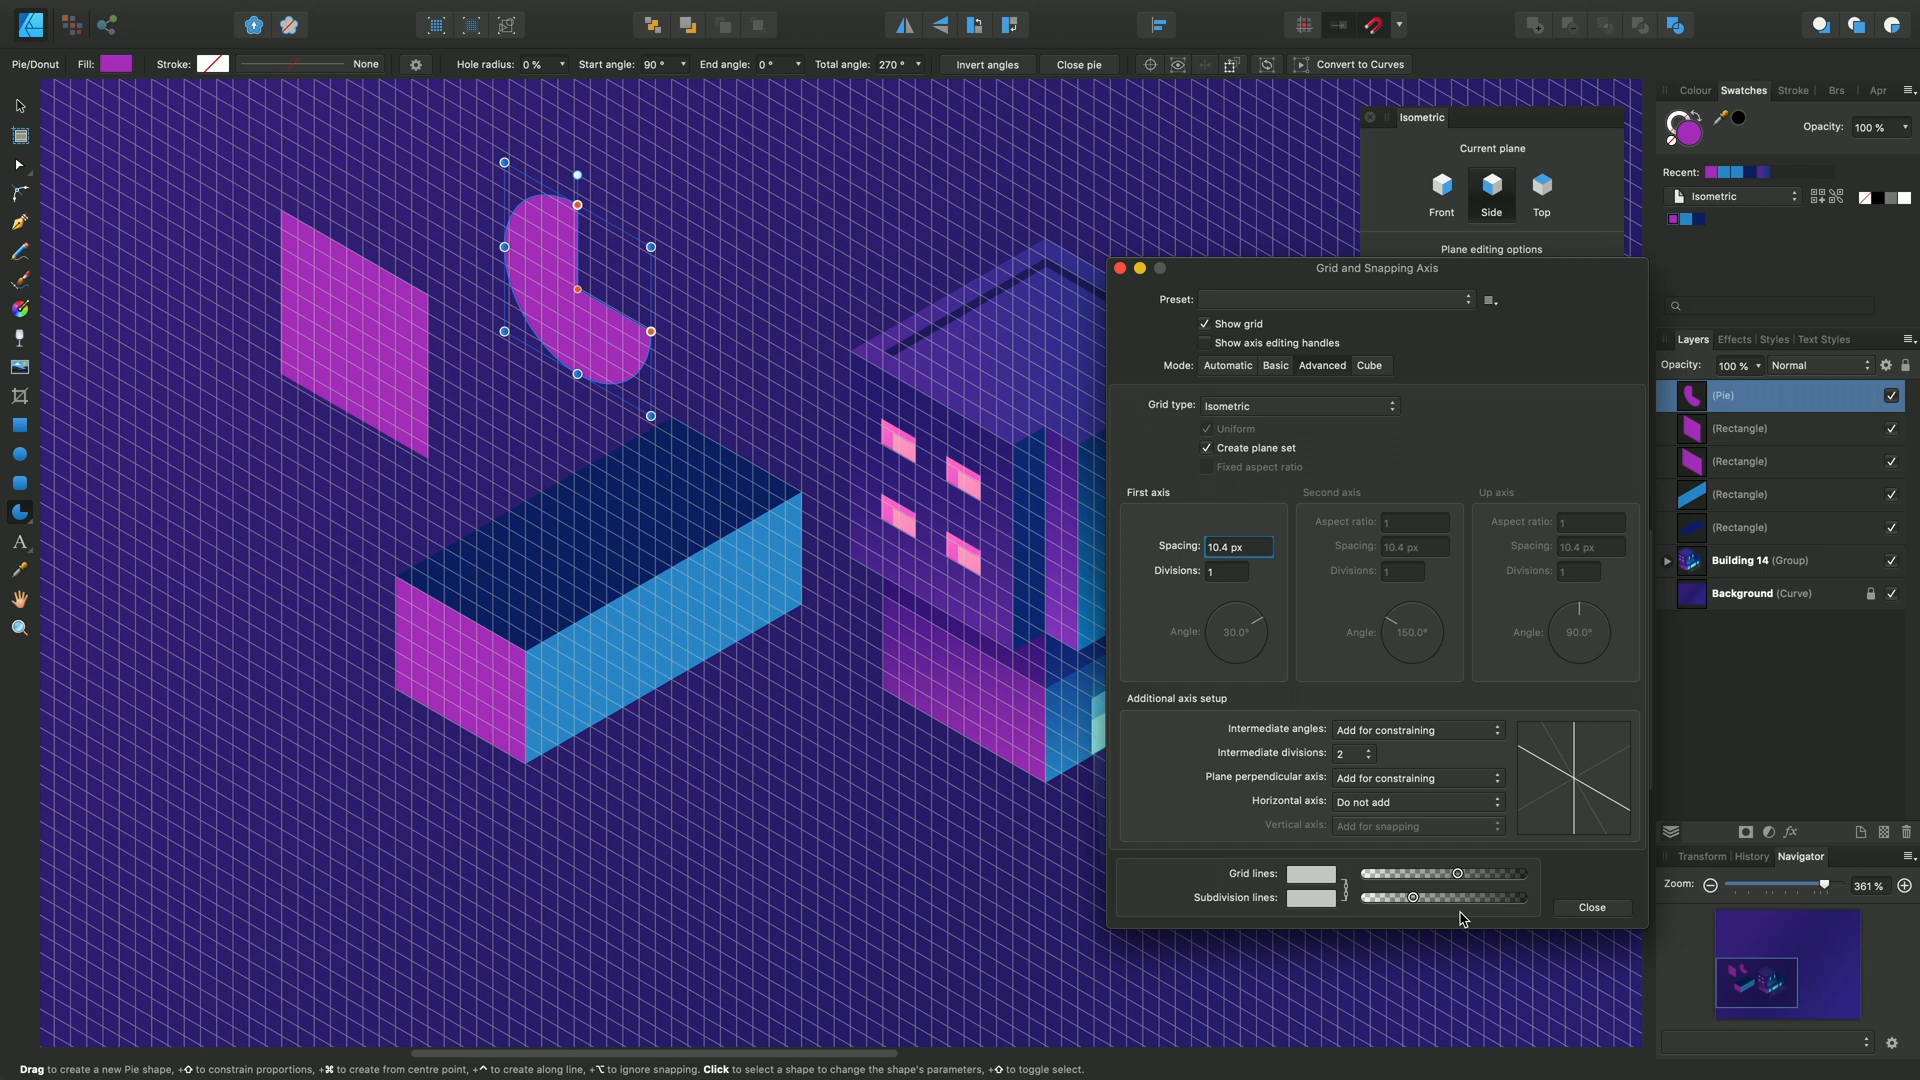 Pie/Donut Fill: Stroke: None Hole radius: 0 % Start angle: 90 ° End angle: 0 ° Total angle: 270 ° Invert angles Close pie Convert to Curves
Colour Swatches Stroke Brs Apr
Opacity: 100 %
Recent:
Isometric
Isometric
Current plane
Front Side Top
Plane editing options
Grid and Snapping Axis
Preset:
Show grid
Show axis editing handles
Mode: Automatic Basic Advanced Cube
Grid type: Isometric
Uniform
Create plane set
Fixed aspect ratio
First axis Second axis Up axis
Aspect ratio: 1 Aspect ratio: 1
Spacing: 10.4 px Spacing: 10.4 px Spacing: 10.4 px
Divisions: 1 Divisions: 1 Divisions: 1
Angle: 30.0° Angle: 150.0° Angle: 90.0°
Additional axis setup
Intermediate angles: Add for constraining
Intermediate divisions: 2
Plane perpendicular axis: Add for constraining
Horizontal axis: Do not add
Vertical axis: Add for snapping
Grid lines:
Subdivision lines:
Close
Layers Effects Styles Text Styles
Opacity: 100 % Normal
(Pie)
(Rectangle)
(Rectangle)
(Rectangle)
(Rectangle)
Building 14 (Group)
Background (Curve)
fx
Transform History Navigator
Zoom: 361 %
Drag to create a new Pie shape, +⇧ to constrain proportions, +⌘ to create from centre point, +⌃ to create along line, +⌥ to ignore snapping. Click to select a shape to change the shape's parameters, +⇧ to toggle select.